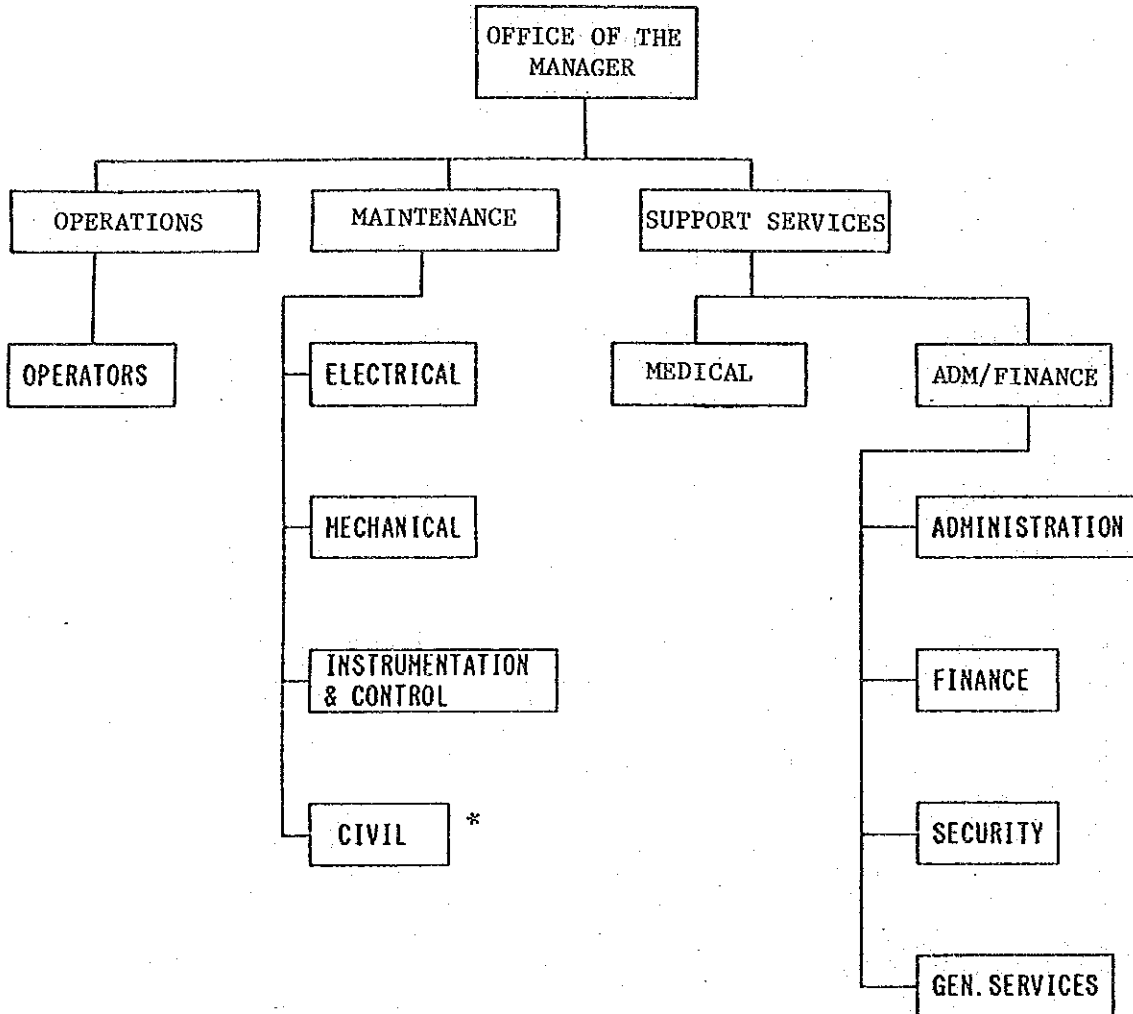 OFFICE OF THE
MANAGER
OPERATIONS
MAINTENANCE
SUPPORT SERVICES
OPERATORS
ELECTRICAL
MEDICAL
ADM/FINANCE
MECHANICAL
ADMINISTRATION
INSTRUMENTATION
& CONTROL
FINANCE
CIVIL *
SECURITY
GEN. SERVICES